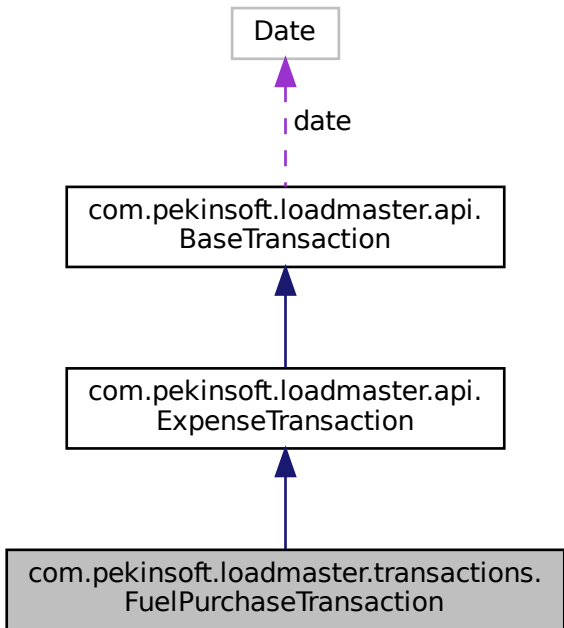 Date
date
com.pekinsoft.loadmaster.api.
BaseTransaction
com.pekinsoft.loadmaster.api.
ExpenseTransaction
com.pekinsoft.loadmaster.transactions.
FuelPurchaseTransaction